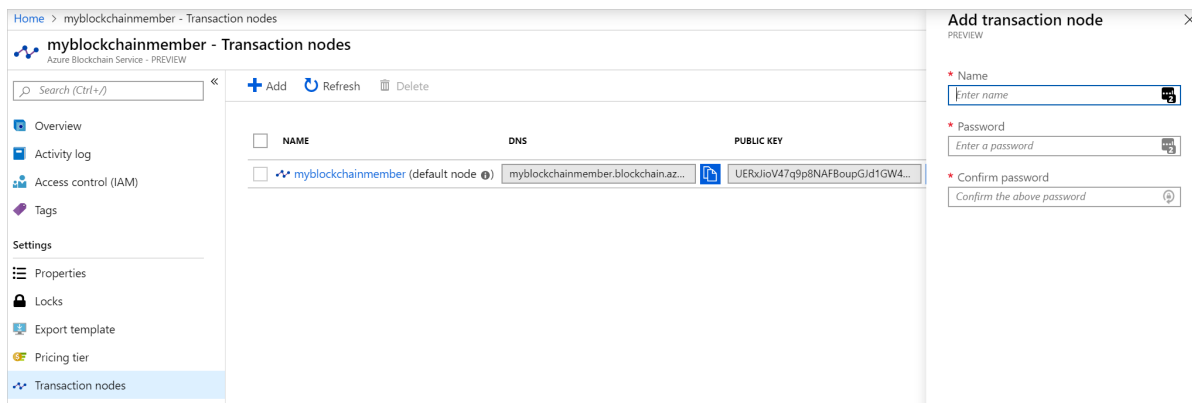 Home > myblockchainmember - Transaction nodes
myblockchainmember - Transaction nodes
Azure Blockchain Service - PREVIEW
Search (Ctrl+/)
«
Overview
Activity log
Access control (IAM)
Tags
Settings
Properties
Locks
Export template
Pricing tier
Transaction nodes
Add Refresh Delete
NAME DNS PUBLIC KEY
myblockchainmember (default node) myblockchainmember.blockchain.az... UERxJioV47q9p8NAFBoupGJd1GW4...
Add transaction node
PREVIEW
* Name
Enter name
* Password
Enter a password
* Confirm password
Confirm the above password